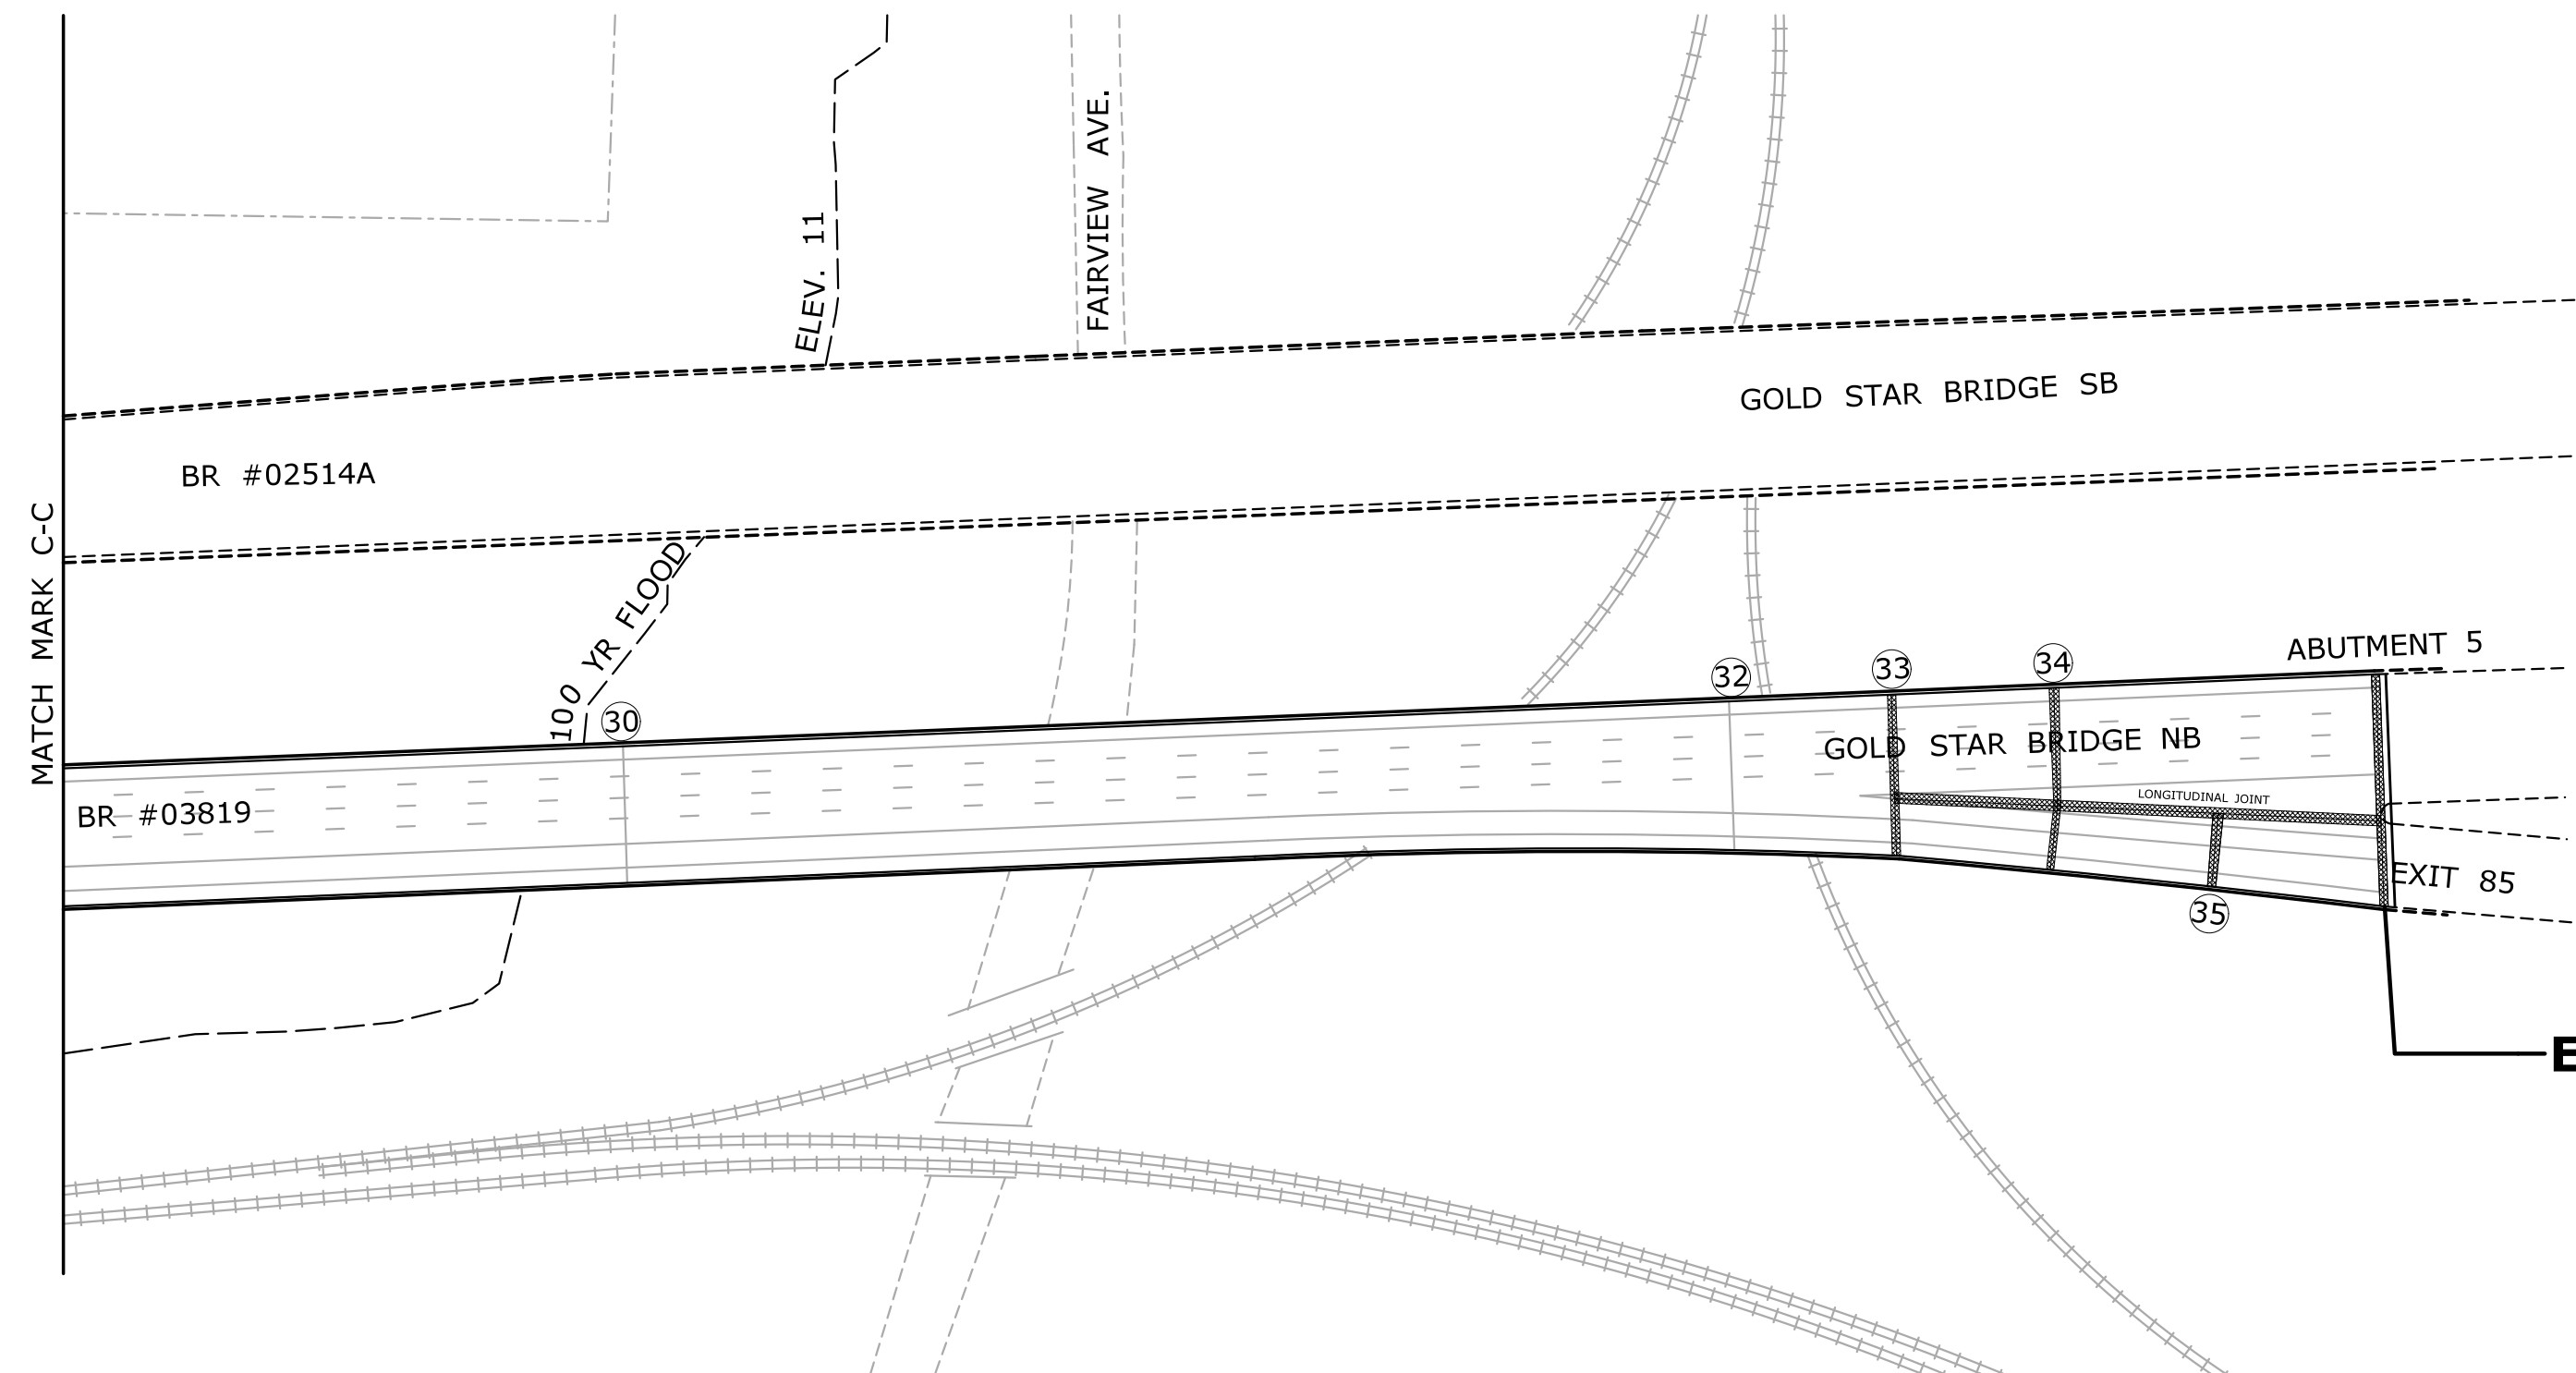 FAIRVIEW AVE.
ELEV. 11
GOLD STAR BRIDGE SB
BR #02514A
MATCH MARK C-C
100 YR FLOOD
ABUTMENT 5
30
32
33
34
GOLD STAR BRIDGE NB
BR #03819
LONGITUDINAL JOINT
EXIT 85
35
E